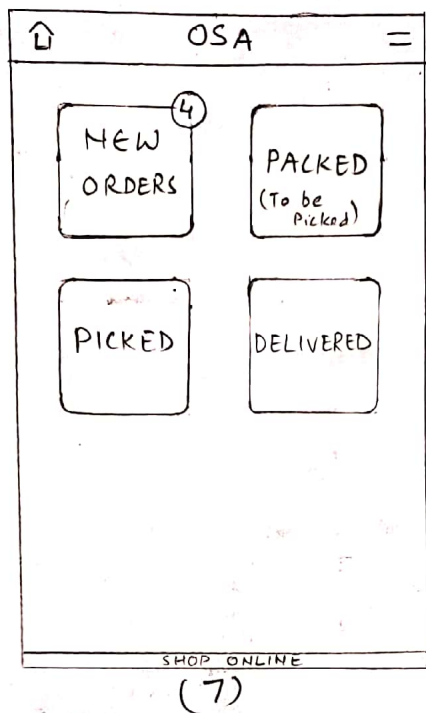 OSA
4
NEW
ORDERS
PACKED
(To be
Picked)
PICKED
DELIVERED
SHOP ONLINE
(7)